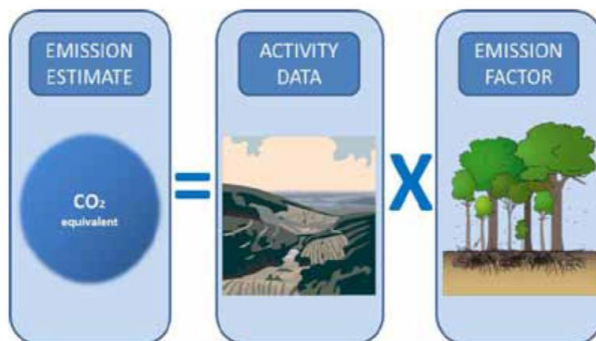 EMISSION
ESTIMATE
CO₂
equivalent
=
ACTIVITY
DATA
X
EMISSION
FACTOR